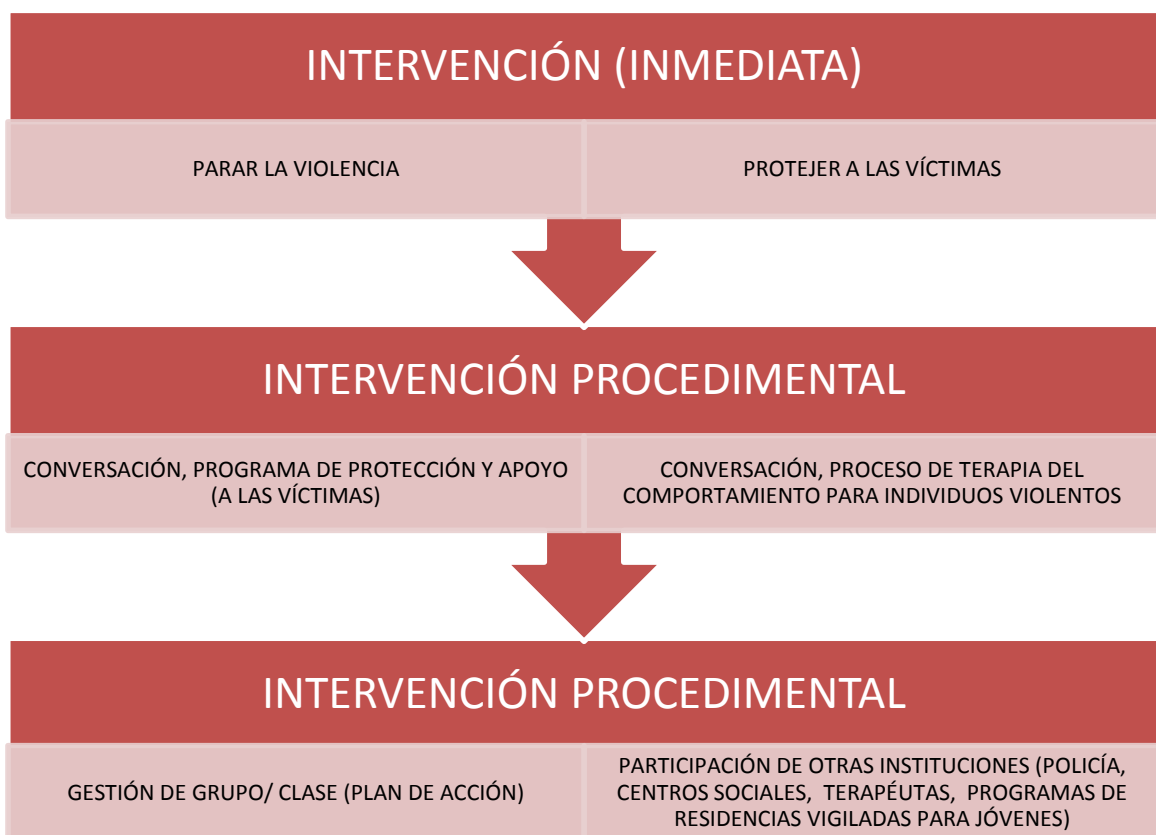 INTERVENCIÓN (INMEDIATA)
PARAR LA VIOLENCIA
PROTEJER A LAS VÍCTIMAS
INTERVENCIÓN PROCEDIMENTAL
CONVERSACIÓN, PROGRAMA DE PROTECCIÓN Y APOYO
(A LAS VÍCTIMAS)
CONVERSACIÓN, PROCESO DE TERAPIA DEL
COMPORTAMIENTO PARA INDIVIDUOS VIOLENTOS
INTERVENCIÓN PROCEDIMENTAL
GESTIÓN DE GRUPO/ CLASE (PLAN DE ACCIÓN)
PARTICIPACIÓN DE OTRAS INSTITUCIONES (POLICÍA,
CENTROS SOCIALES, TERAPÉUTAS, PROGRAMAS DE
RESIDENCIAS VIGILADAS PARA JÓVENES)